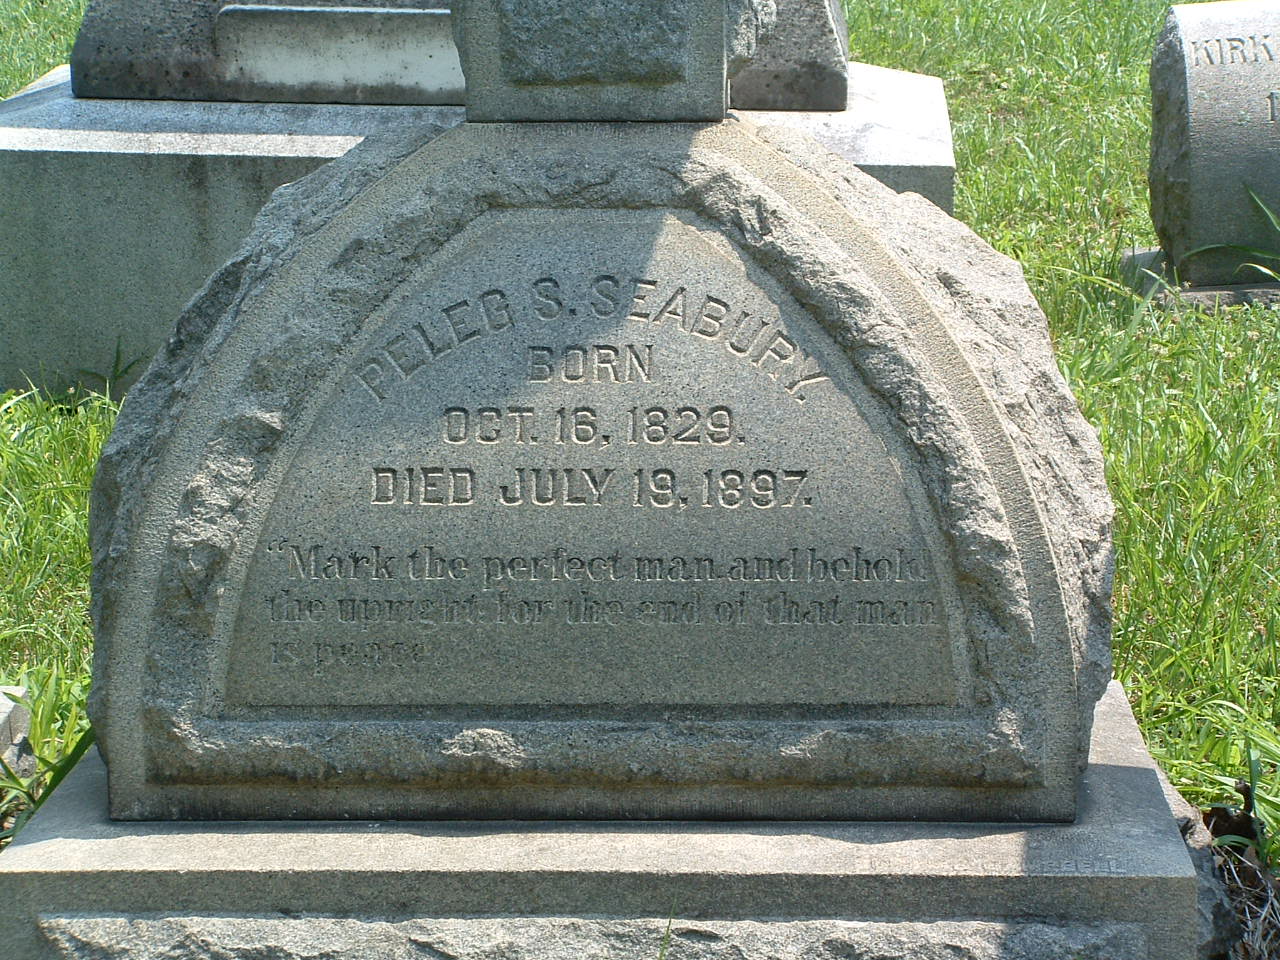 KIRK
PELEG S. SEABURY.
BORN
OCT. 16, 1829.
DIED JULY 19, 1897.
"Mark the perfect man and behold
the upright for the end of that man
is peace